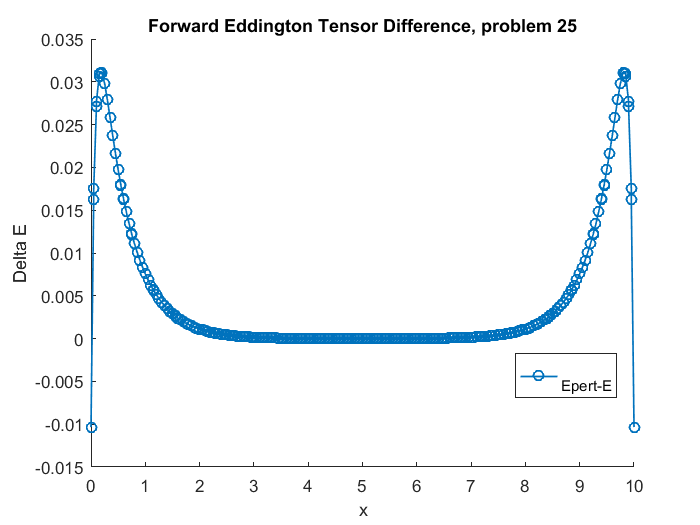 Forward Eddington Tensor Difference, problem 25
0.035
0.03
0.025
0.02
0.015
0.01
0.005
0
-0.005
-0.01
-0.015
Delta E
Epert-E
0 1 2 3 4 5 6 7 8 9 10
x